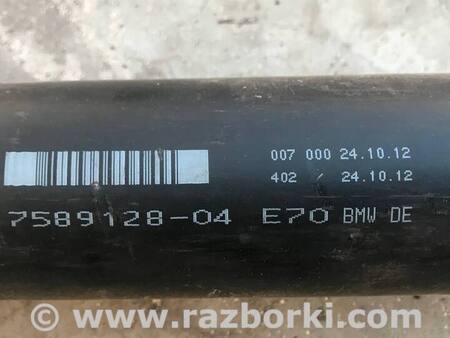 007 000 24.10.12
402 / 24.10.12
7589128-04 E70 BMW DE
www.razborki.com